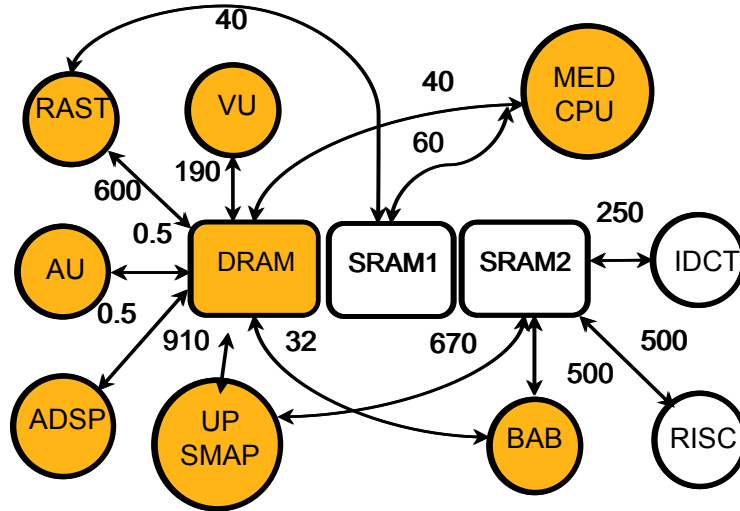 40
RAST
VU
40
MED
CPU
60
190
600
0.5
250
AU
DRAM
SRAM1
SRAM2
IDCT
0.5
910
32
670
500
500
ADSP
UP
SMAP
BAB
RISC